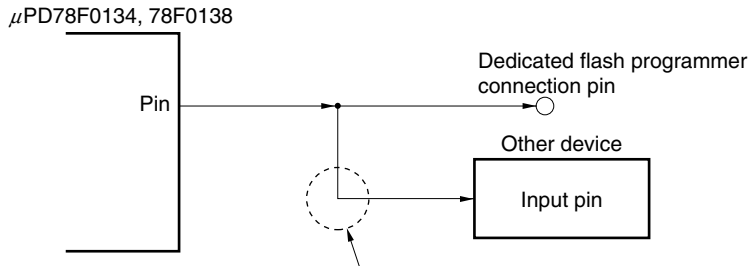 μPD78F0134, 78F0138
Dedicated flash programmer
connection pin
Pin
Other device
Input pin